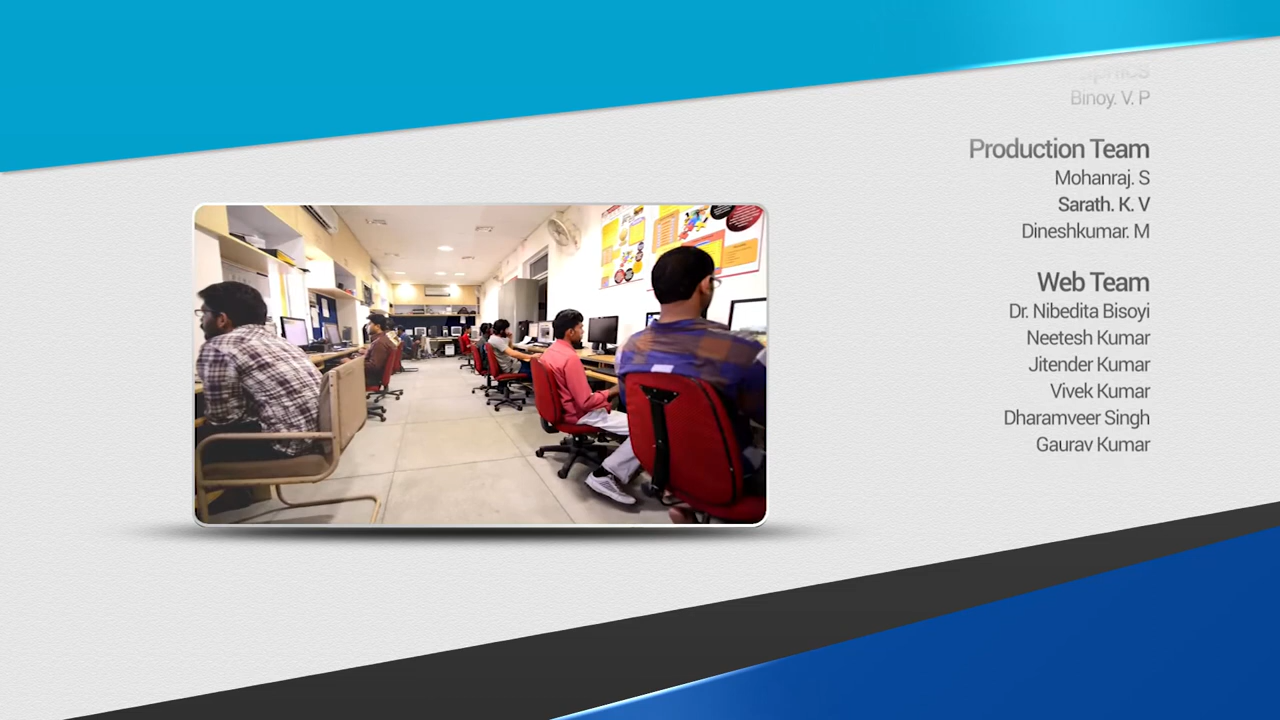 Binoy. V. P
Production Team
Mohanraj. S
Sarath. K. V
Dineshkumar. M
Web Team
Dr. Nibedita Bisoyi
Neetesh Kumar
Jitender Kumar
Vivek Kumar
Dharamveer Singh
Gaurav Kumar